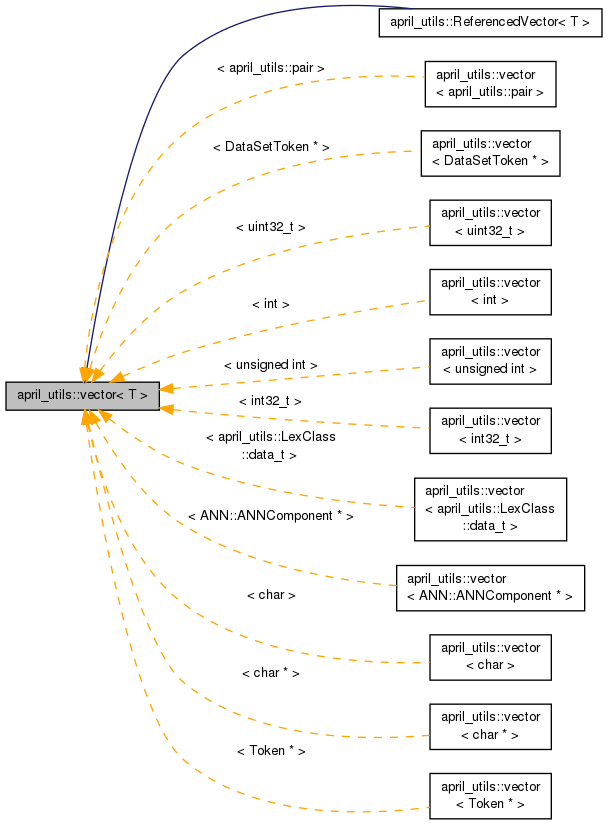 april_utils::ReferencedVector< T >
< april_utils::pair >
april_utils::vector
< april_utils::pair >
< DataSetToken * >
april_utils::vector
< DataSetToken * >
< uint32_t >
april_utils::vector
< uint32_t >
< int >
april_utils::vector
< int >
< unsigned int >
april_utils::vector
< unsigned int >
april_utils::vector< T >
< int32_t >
april_utils::vector
< int32_t >
< april_utils::LexClass
::data_t >
april_utils::vector
< april_utils::LexClass
::data_t >
< ANN::ANNComponent * >
april_utils::vector
< ANN::ANNComponent * >
< char >
april_utils::vector
< char >
< char * >
april_utils::vector
< char * >
< Token * >
april_utils::vector
< Token * >